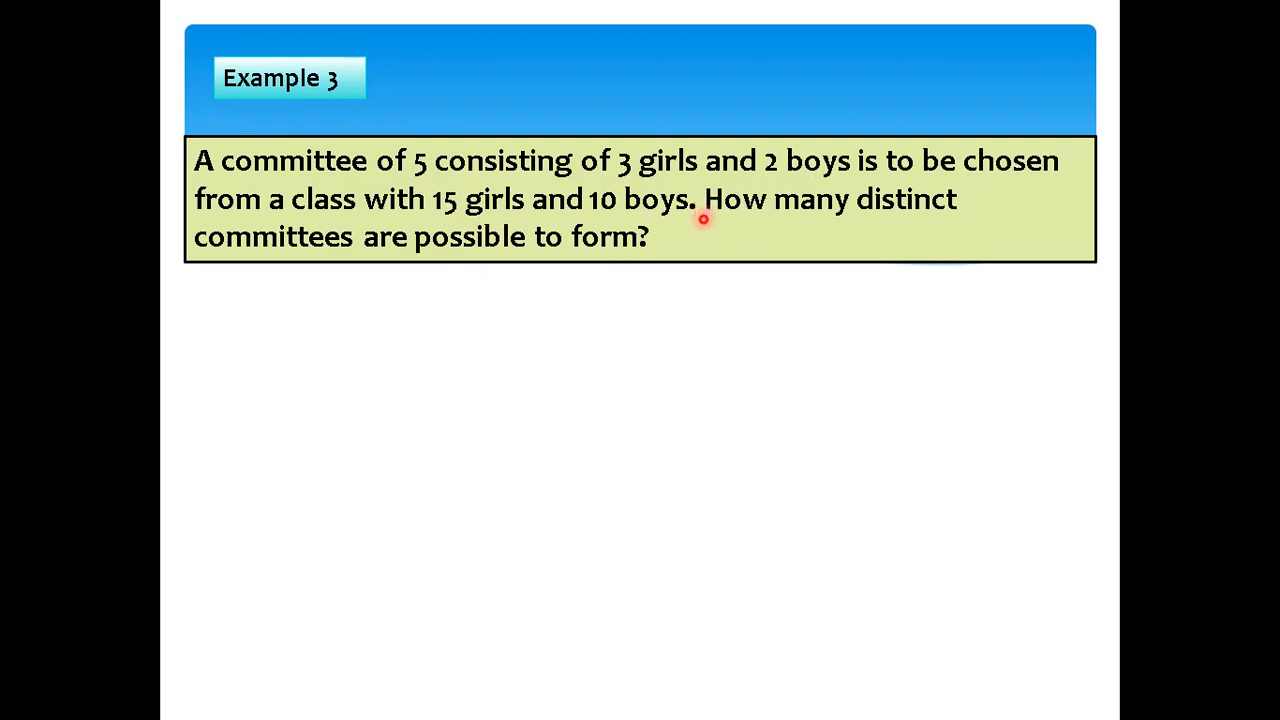 Example 3
A committee of 5 consisting of 3 girls and 2 boys is to be chosen
from a class with 15 girls and 10 boys. How many distinct
committees are possible to form?